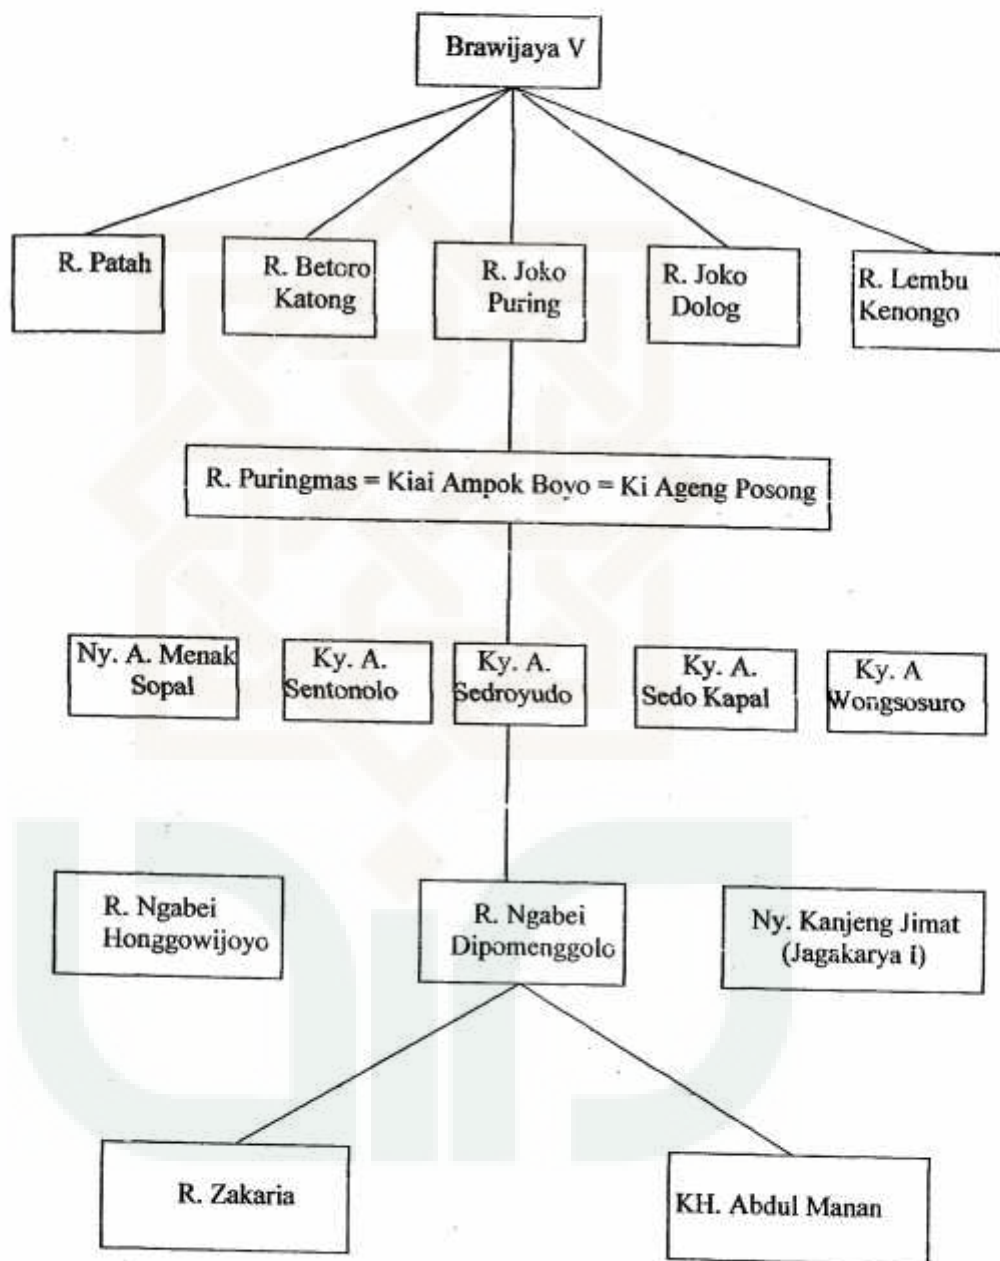 Brawijaya V
R. Patah
R. Betoro
Katong
R. Joko
Puring
R. Joko
Dolog
R. Lembu
Kenongo
R. Puringmas = Kiai Ampok Boyo = Ki Ageng Posong
Ny. A. Menak
Sopal
Ky. A.
Sentonolo
Ky. A.
Sedroyudo
Ky. A.
Sedo Kapal
Ky. A
Wongsosuro
R. Ngabei
Honggowijoyo
R. Ngabei
Dipomenggolo
Ny. Kanjeng Jimat
(Jagakarya i)
R. Zakaria
KH. Abdul Manan